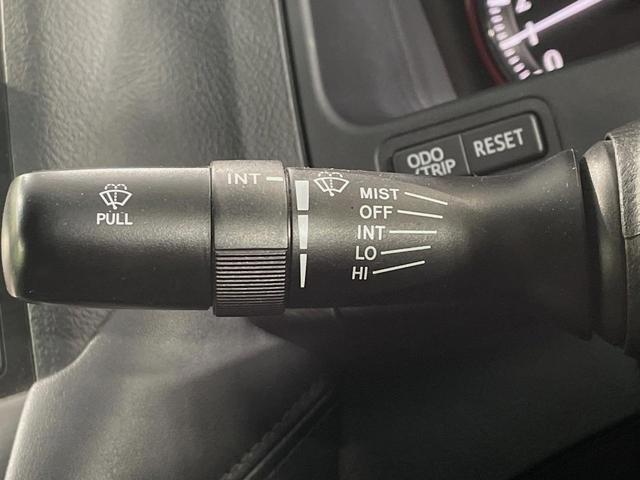 PULL
INT
MIST
OFF
INT
LO
HI
ODO
/TRIP
RESET